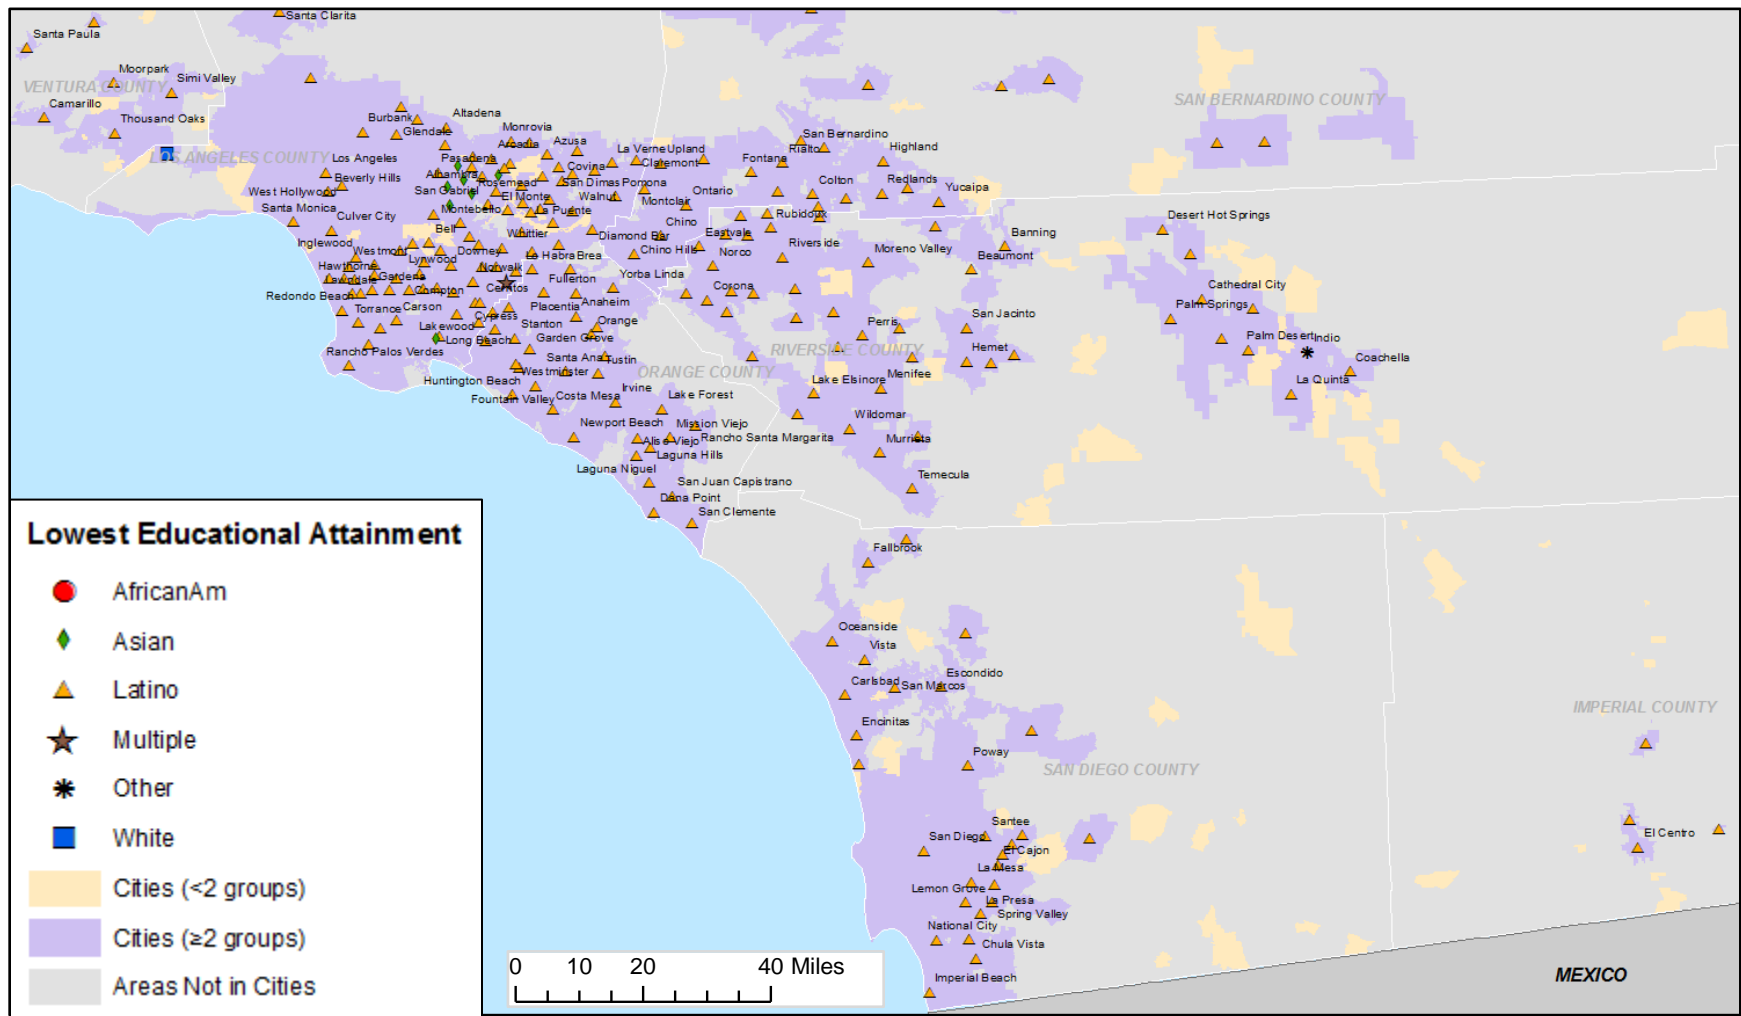 Santa Clarita
Santa Paula
Moorpark
Simi Valley
VENTURA COUNTY
SAN BERNARDINO COUNTY
Camarillo
Thousand Oaks
Burbank
Altadena
Glendale
Monrovia
Arcadia
Azusa
San Bernardino
LOS ANGELES COUNTY
Los Angeles
Pasadena
La Verne
Upland
Claremont
Fontana
Rialto
Highland
Beverly Hills
Alhambra
Covina
West Hollywood
San Gabriel
Rosemead
San Dimas
Pomona
Ontario
Colton
Redlands
Yucaipa
El Monte
Walnut
Montclair
Santa Monica
Culver City
Montebello
La Puente
Chino
Rubidoux
Desert Hot Springs
Bell
Whittier
Diamond Bar
Eastvale
Banning
Inglewood
Westmont
Downey
La Habra
Brea
Chino Hills
Norco
Riverside
Moreno Valley
Beaumont
Hawthorne
Lynwood
Norwalk
Yorba Linda
Lawndale
Gardena
Fullerton
Cathedral City
Redondo Beach
Compton
Cerritos
Corona
Palm Springs
Torrance
Carson
Placentia
Anaheim
San Jacinto
Cypress
Perris
Lakewood
Stanton
Orange
Long Beach
Garden Grove
Palm Desert
Indio
Rancho Palos Verdes
Santa Ana
Tustin
RIVERSIDE COUNTY
Hemet
Coachella
Westminster
ORANGE COUNTY
Menifee
Huntington Beach
Irvine
Lake Elsinore
La Quinta
Fountain Valley
Costa Mesa
Lake Forest
Wildomar
Newport Beach
Mission Viejo
Aliso Viejo
Rancho Santa Margarita
Murrieta
Laguna Hills
Laguna Niguel
Temecula
San Juan Capistrano
Dana Point
San Clemente
Fallbrook
Oceanside
Vista
Escondido
Carlsbad
San Marcos
IMPERIAL COUNTY
Encinitas
Poway
SAN DIEGO COUNTY
Santee
San Diego
El Centro
El Cajon
La Mesa
Lemon Grove
La Presa
Spring Valley
National City
Chula Vista
Imperial Beach
MEXICO
Lowest Educational Attainment
AfricanAm
Asian
Latino
Multiple
Other
White
Cities (<2 groups)
Cities (≥2 groups)
Areas Not in Cities
0 10 20 40 Miles